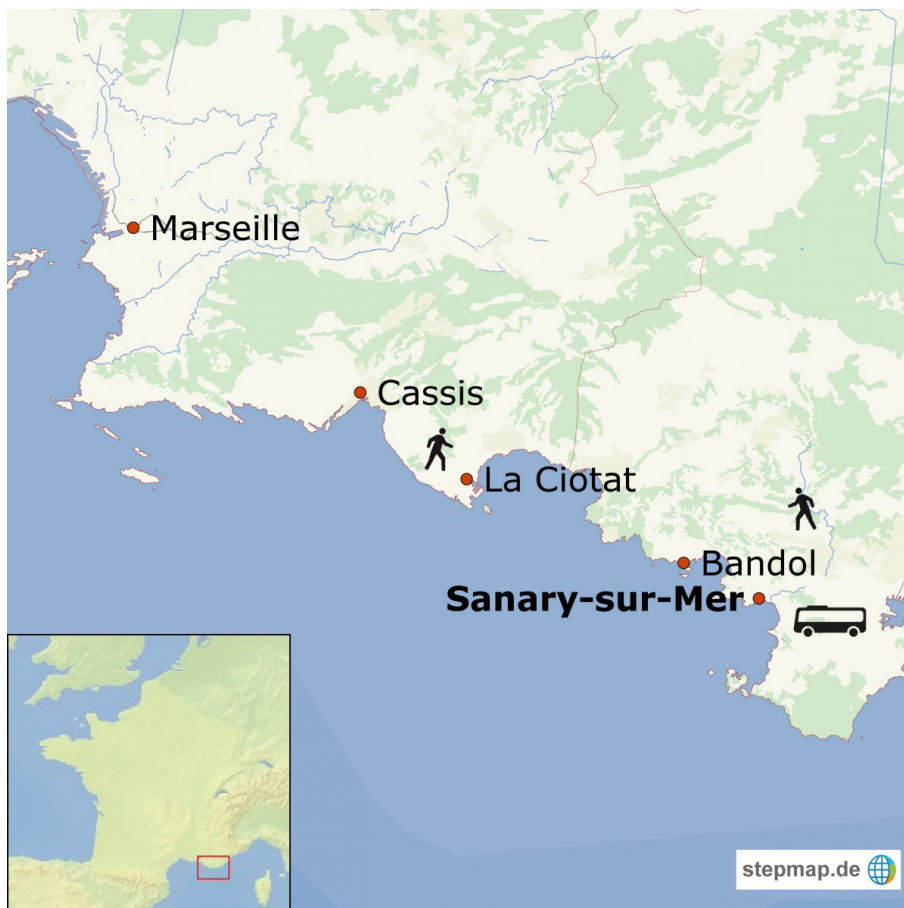 Marseille
Cassis
La Ciotat
Bandol
Sanary-sur-Mer
stepmap.de